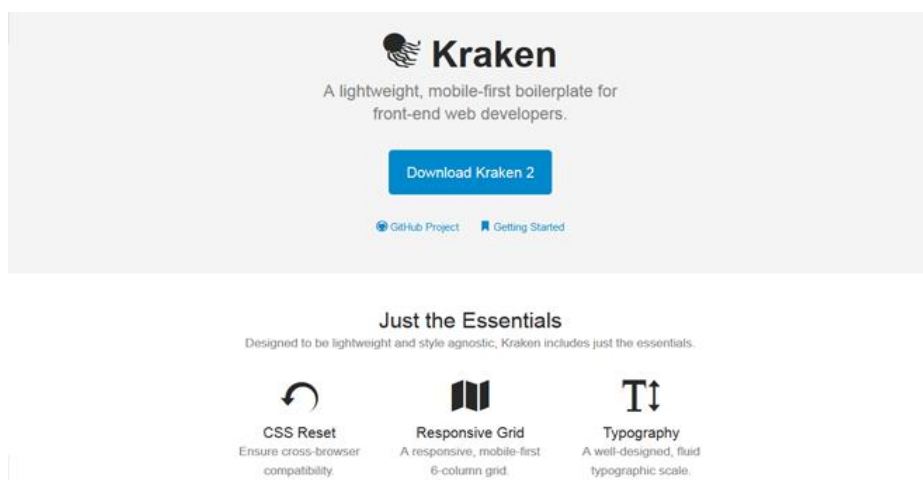 Kraken
A lightweight, mobile-first boilerplate for
front-end web developers.
Download Kraken 2
GitHub Project Getting Started
Just the Essentials
Designed to be lightweight and style agnostic, Kraken includes just the essentials.
CSS Reset Responsive Grid Typography
Ensure cross-browser A responsive, mobile-first A well-designed, fluid
compatibility. 6-column grid. typographic scale.